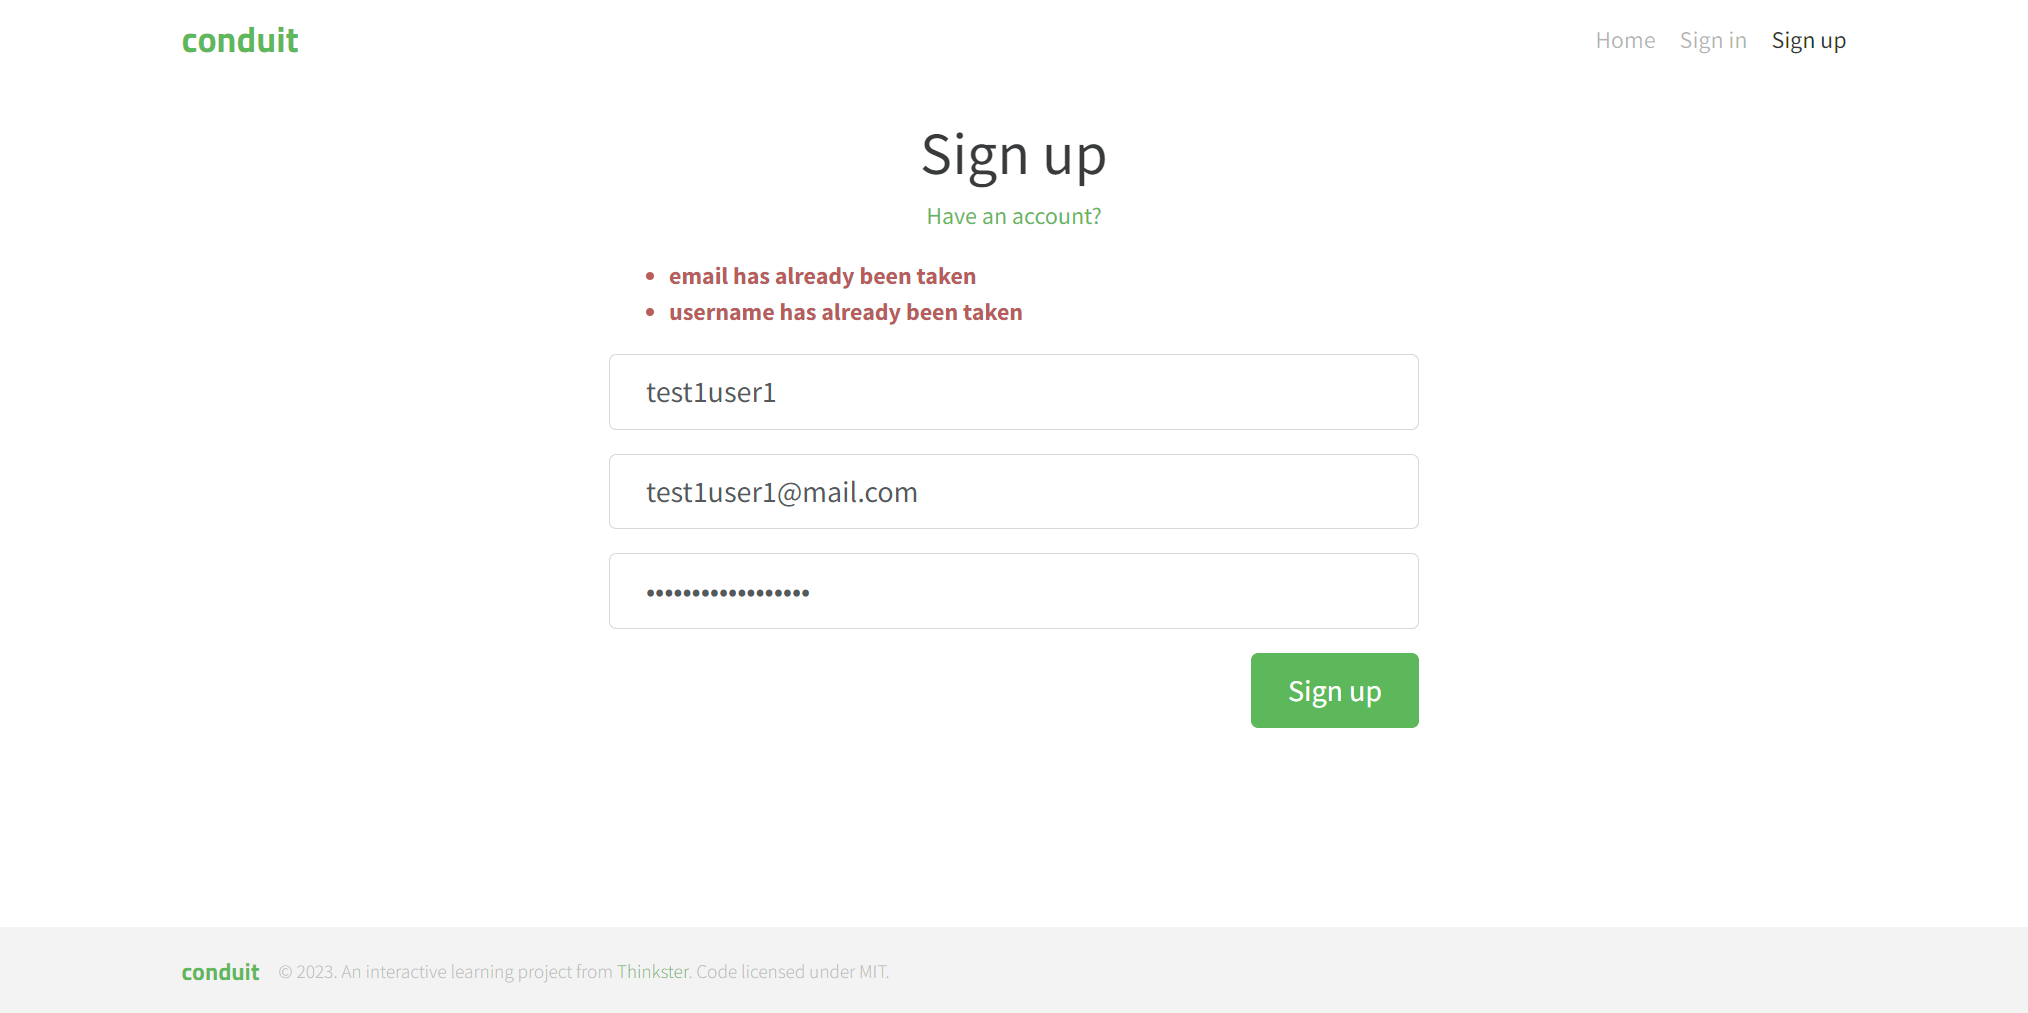 conduit
Home Sign in Sign up
Sign up
Have an account?
• email has already been taken
• username has already been taken
test1user1
test1user1@mail.com
••••••••••••••••••
Sign up
conduit © 2023. An interactive learning project from Thinkster. Code licensed under MIT.